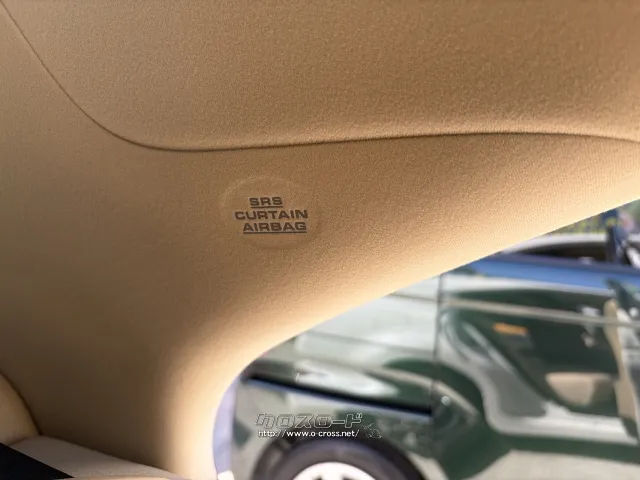 SRS
CURTAIN
AIRBAG
クロスロード
http://www.o-cross.net/